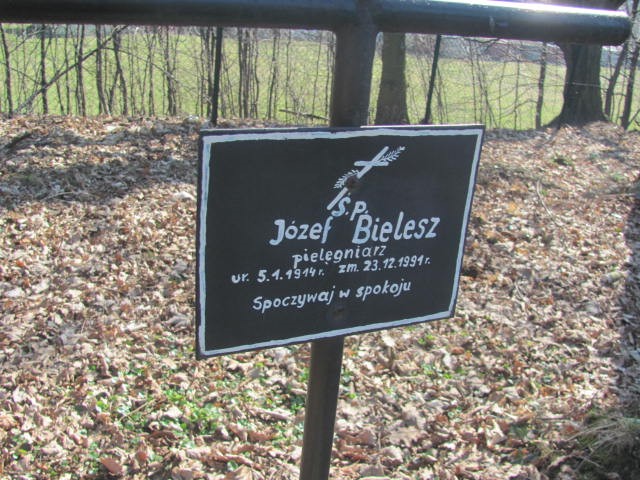 Ś.P.
Józef Bielesz
pielęgniarz
ur. 5.1.1914r. zm. 23.12.1991r.
Spoczywaj w spokoju